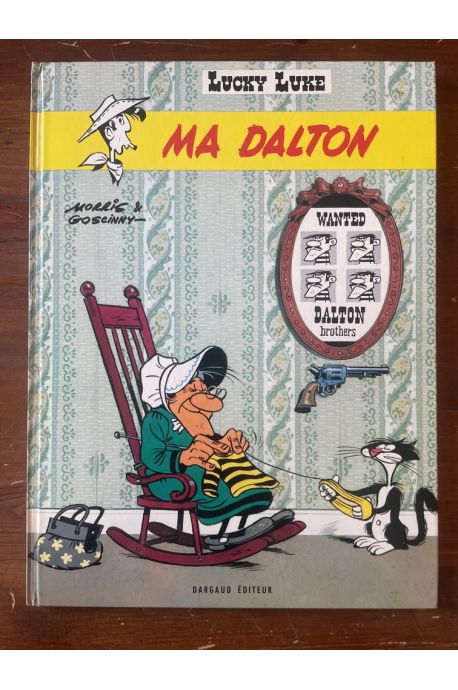 LUCKY LUKE
MA DALTON
MORRIS &
GOSCINNY
WANTED
DALTON
brothers
DARGAUD ÉDITEUR